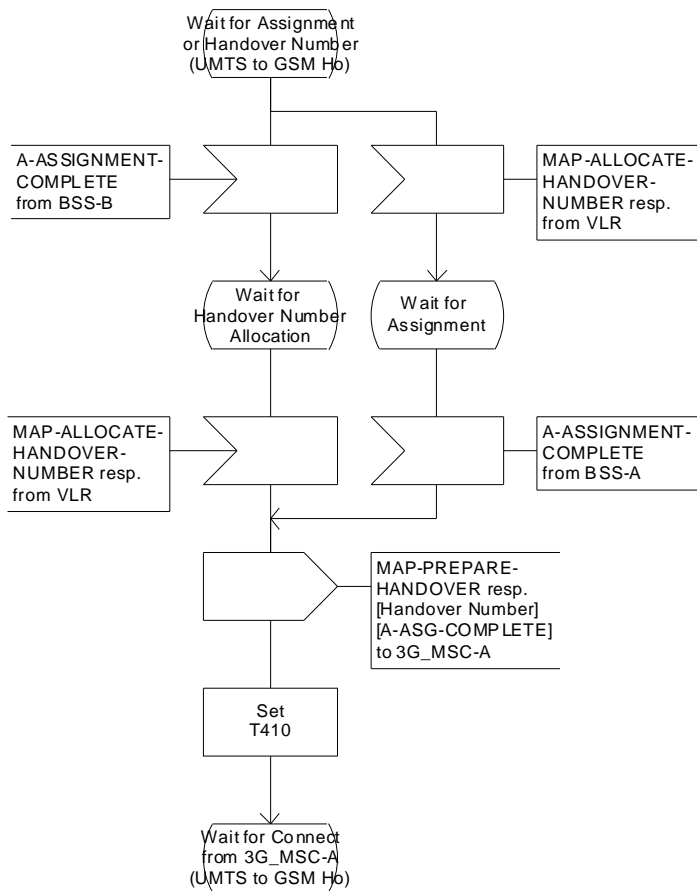 Wait for Assignment
or Handover Number
(UMTS to GSM Ho)
A-ASSIGNMENT-
COMPLETE
from BSS-B
MAP-ALLOCATE-
HANDOVER-
NUMBER resp.
from VLR
Wait for
Handover Number
Allocation
Wait for
Assignment
MAP-ALLOCATE-
HANDOVER-
NUMBER resp.
from VLR
A-ASSIGNMENT-
COMPLETE
from BSS-A
MAP-PREPARE-
HANDOVER resp.
[Handover Number]
[A-ASG-COMPLETE]
to 3G_MSC-A
Set
T410
Wait for Connect
from 3G_MSC-A
(UMTS to GSM Ho)